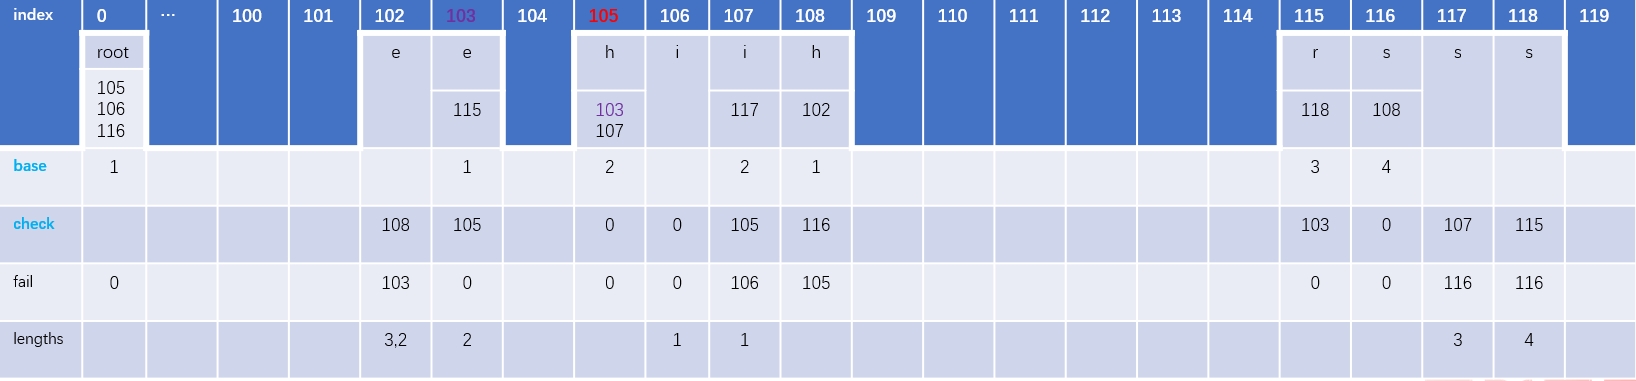 index 0 ... 100 101 102 103 104 105 106 107 108 109 110 111 112 113 114 115 116 117 118 119
root e e h i i h r s s s
105
106 115 103 117 102 118 108
116 107
base 1 1 2 2 1 3 4
check 108 105 0 0 105 116 103 0 107 115
fail 0 103 0 0 0 106 105 0 0 116 116
lengths 3,2 2 1 1 3 4